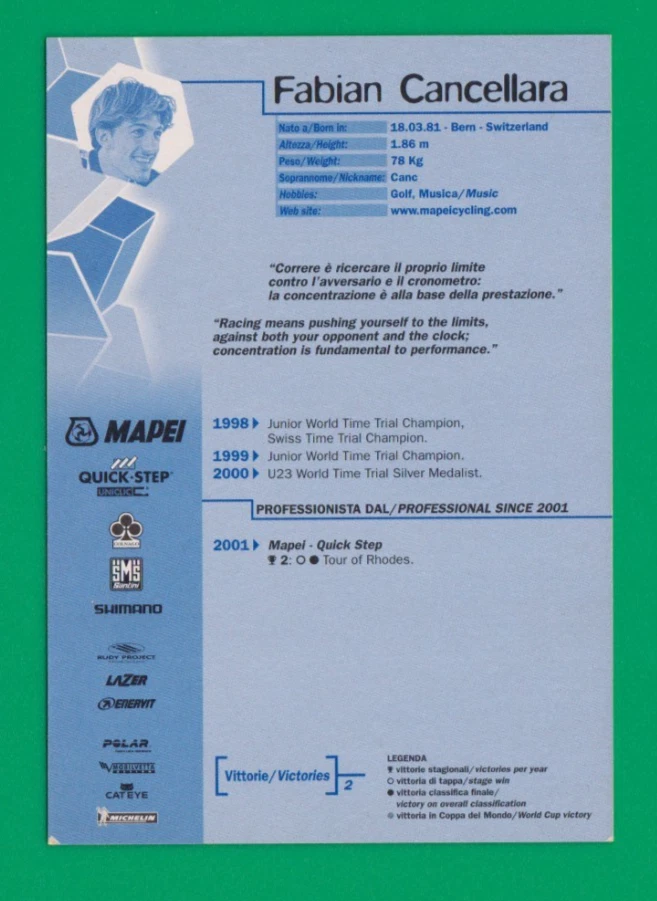 Fabian Cancellara
Nato a/Born in: 18.03.81 - Bern - Switzerland
Altezza/Height: 1.86 m
Peso/Weight: 78 Kg
Soprannome/Nickname: Canc
Hobbies: Golf, Musica/Music
Web site: www.mapeicycling.com
“Correre è ricercare il proprio limite
contro l'avversario e il cronometro:
la concentrazione è alla base della prestazione.”
“Racing means pushing yourself to the limits,
against both your opponent and the clock;
concentration is fundamental to performance.”
MAPEI
QUICK·STEP
UNICLIC
COLNAGO
SMS
Santini
SHIMANO
RUDY PROJECT
LAZER
ENERVIT
POLAR
MOBILVETTA
CATEYE
MICHELIN
1998 Junior World Time Trial Champion,
Swiss Time Trial Champion.
1999 Junior World Time Trial Champion.
2000 U23 World Time Trial Silver Medalist.
PROFESSIONISTA DAL/PROFESSIONAL SINCE 2001
2001 Mapei - Quick Step
2: ○ ● Tour of Rhodes.
Vittorie/Victories 2
LEGENDA
vittorie stagionali/victories per year
○ vittoria di tappa/stage win
● vittoria classifica finale/
victory on overall classification
vittoria in Coppa del Mondo/World Cup victory